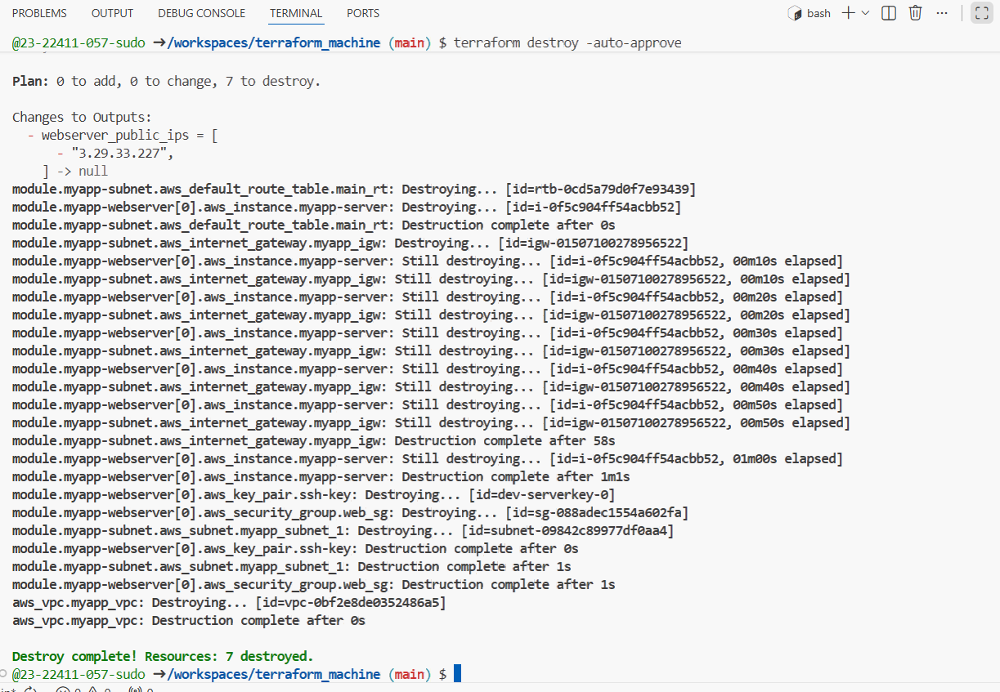 PROBLEMS OUTPUT DEBUG CONSOLE TERMINAL PORTS bash
@23-22411-057-sudo ➜/workspaces/terraform_machine (main) $ terraform destroy -auto-approve
Plan: 0 to add, 0 to change, 7 to destroy.
Changes to Outputs:
  - webserver_public_ips = [
      - "3.29.33.227",
    ] -> null
module.myapp-subnet.aws_default_route_table.main_rt: Destroying... [id=rtb-0cd5a79d0f7e93439]
module.myapp-webserver[0].aws_instance.myapp-server: Destroying... [id=i-0f5c904ff54acbb52]
module.myapp-subnet.aws_default_route_table.main_rt: Destruction complete after 0s
module.myapp-subnet.aws_internet_gateway.myapp_igw: Destroying... [id=igw-01507100278956522]
module.myapp-webserver[0].aws_instance.myapp-server: Still destroying... [id=i-0f5c904ff54acbb52, 00m10s elapsed]
module.myapp-subnet.aws_internet_gateway.myapp_igw: Still destroying... [id=igw-01507100278956522, 00m10s elapsed]
module.myapp-webserver[0].aws_instance.myapp-server: Still destroying... [id=i-0f5c904ff54acbb52, 00m20s elapsed]
module.myapp-subnet.aws_internet_gateway.myapp_igw: Still destroying... [id=igw-01507100278956522, 00m20s elapsed]
module.myapp-webserver[0].aws_instance.myapp-server: Still destroying... [id=i-0f5c904ff54acbb52, 00m30s elapsed]
module.myapp-subnet.aws_internet_gateway.myapp_igw: Still destroying... [id=igw-01507100278956522, 00m30s elapsed]
module.myapp-webserver[0].aws_instance.myapp-server: Still destroying... [id=i-0f5c904ff54acbb52, 00m40s elapsed]
module.myapp-subnet.aws_internet_gateway.myapp_igw: Still destroying... [id=igw-01507100278956522, 00m40s elapsed]
module.myapp-webserver[0].aws_instance.myapp-server: Still destroying... [id=i-0f5c904ff54acbb52, 00m50s elapsed]
module.myapp-subnet.aws_internet_gateway.myapp_igw: Still destroying... [id=igw-01507100278956522, 00m50s elapsed]
module.myapp-subnet.aws_internet_gateway.myapp_igw: Destruction complete after 58s
module.myapp-webserver[0].aws_instance.myapp-server: Still destroying... [id=i-0f5c904ff54acbb52, 01m00s elapsed]
module.myapp-webserver[0].aws_instance.myapp-server: Destruction complete after 1m1s
module.myapp-webserver[0].aws_key_pair.ssh-key: Destroying... [id=dev-serverkey-0]
module.myapp-webserver[0].aws_security_group.web_sg: Destroying... [id=sg-088adec1554a602fa]
module.myapp-subnet.aws_subnet.myapp_subnet_1: Destroying... [id=subnet-09842c89977df0aa4]
module.myapp-webserver[0].aws_key_pair.ssh-key: Destruction complete after 0s
module.myapp-subnet.aws_subnet.myapp_subnet_1: Destruction complete after 1s
module.myapp-webserver[0].aws_security_group.web_sg: Destruction complete after 1s
aws_vpc.myapp_vpc: Destroying... [id=vpc-0bf2e8de0352486a5]
aws_vpc.myapp_vpc: Destruction complete after 0s
Destroy complete! Resources: 7 destroyed.
@23-22411-057-sudo ➜/workspaces/terraform_machine (main) $